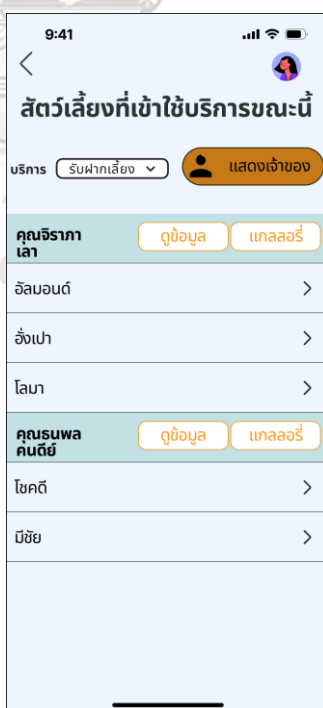 9:41
สัตว์เลี้ยงที่เข้าใช้บริการขณะนี้
บริการ รับฝากเลี้ยง แสดงเจ้าของ
คุณจิราภา
เลา
ดูข้อมูล แกลลอรี่
อัลมอนด์
อั่งเปา
โลมา
คุณธนพล
คนดีย์
ดูข้อมูล แกลลอรี่
โชคดี
มีชัย